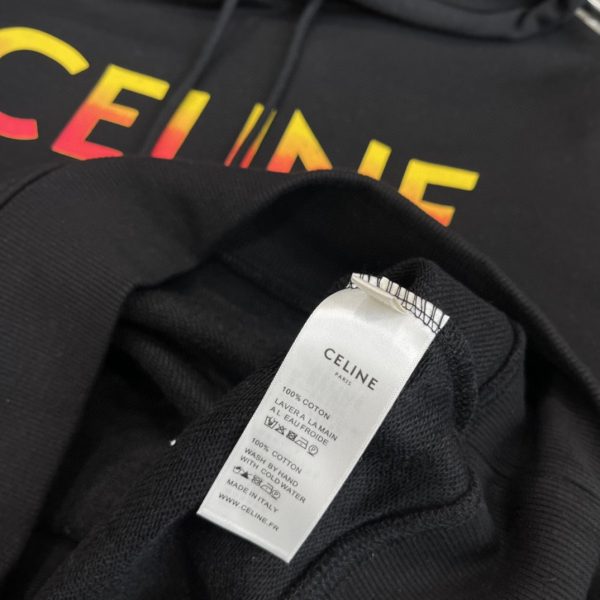 CELINE
CELINE
PARIS
100% COTON
LAVER A LA MAIN
A L EAU FROIDE
100% COTTON
WASH BY HAND
WITH COLD WATER
MADE IN ITALY
WWW.CELINE.FR